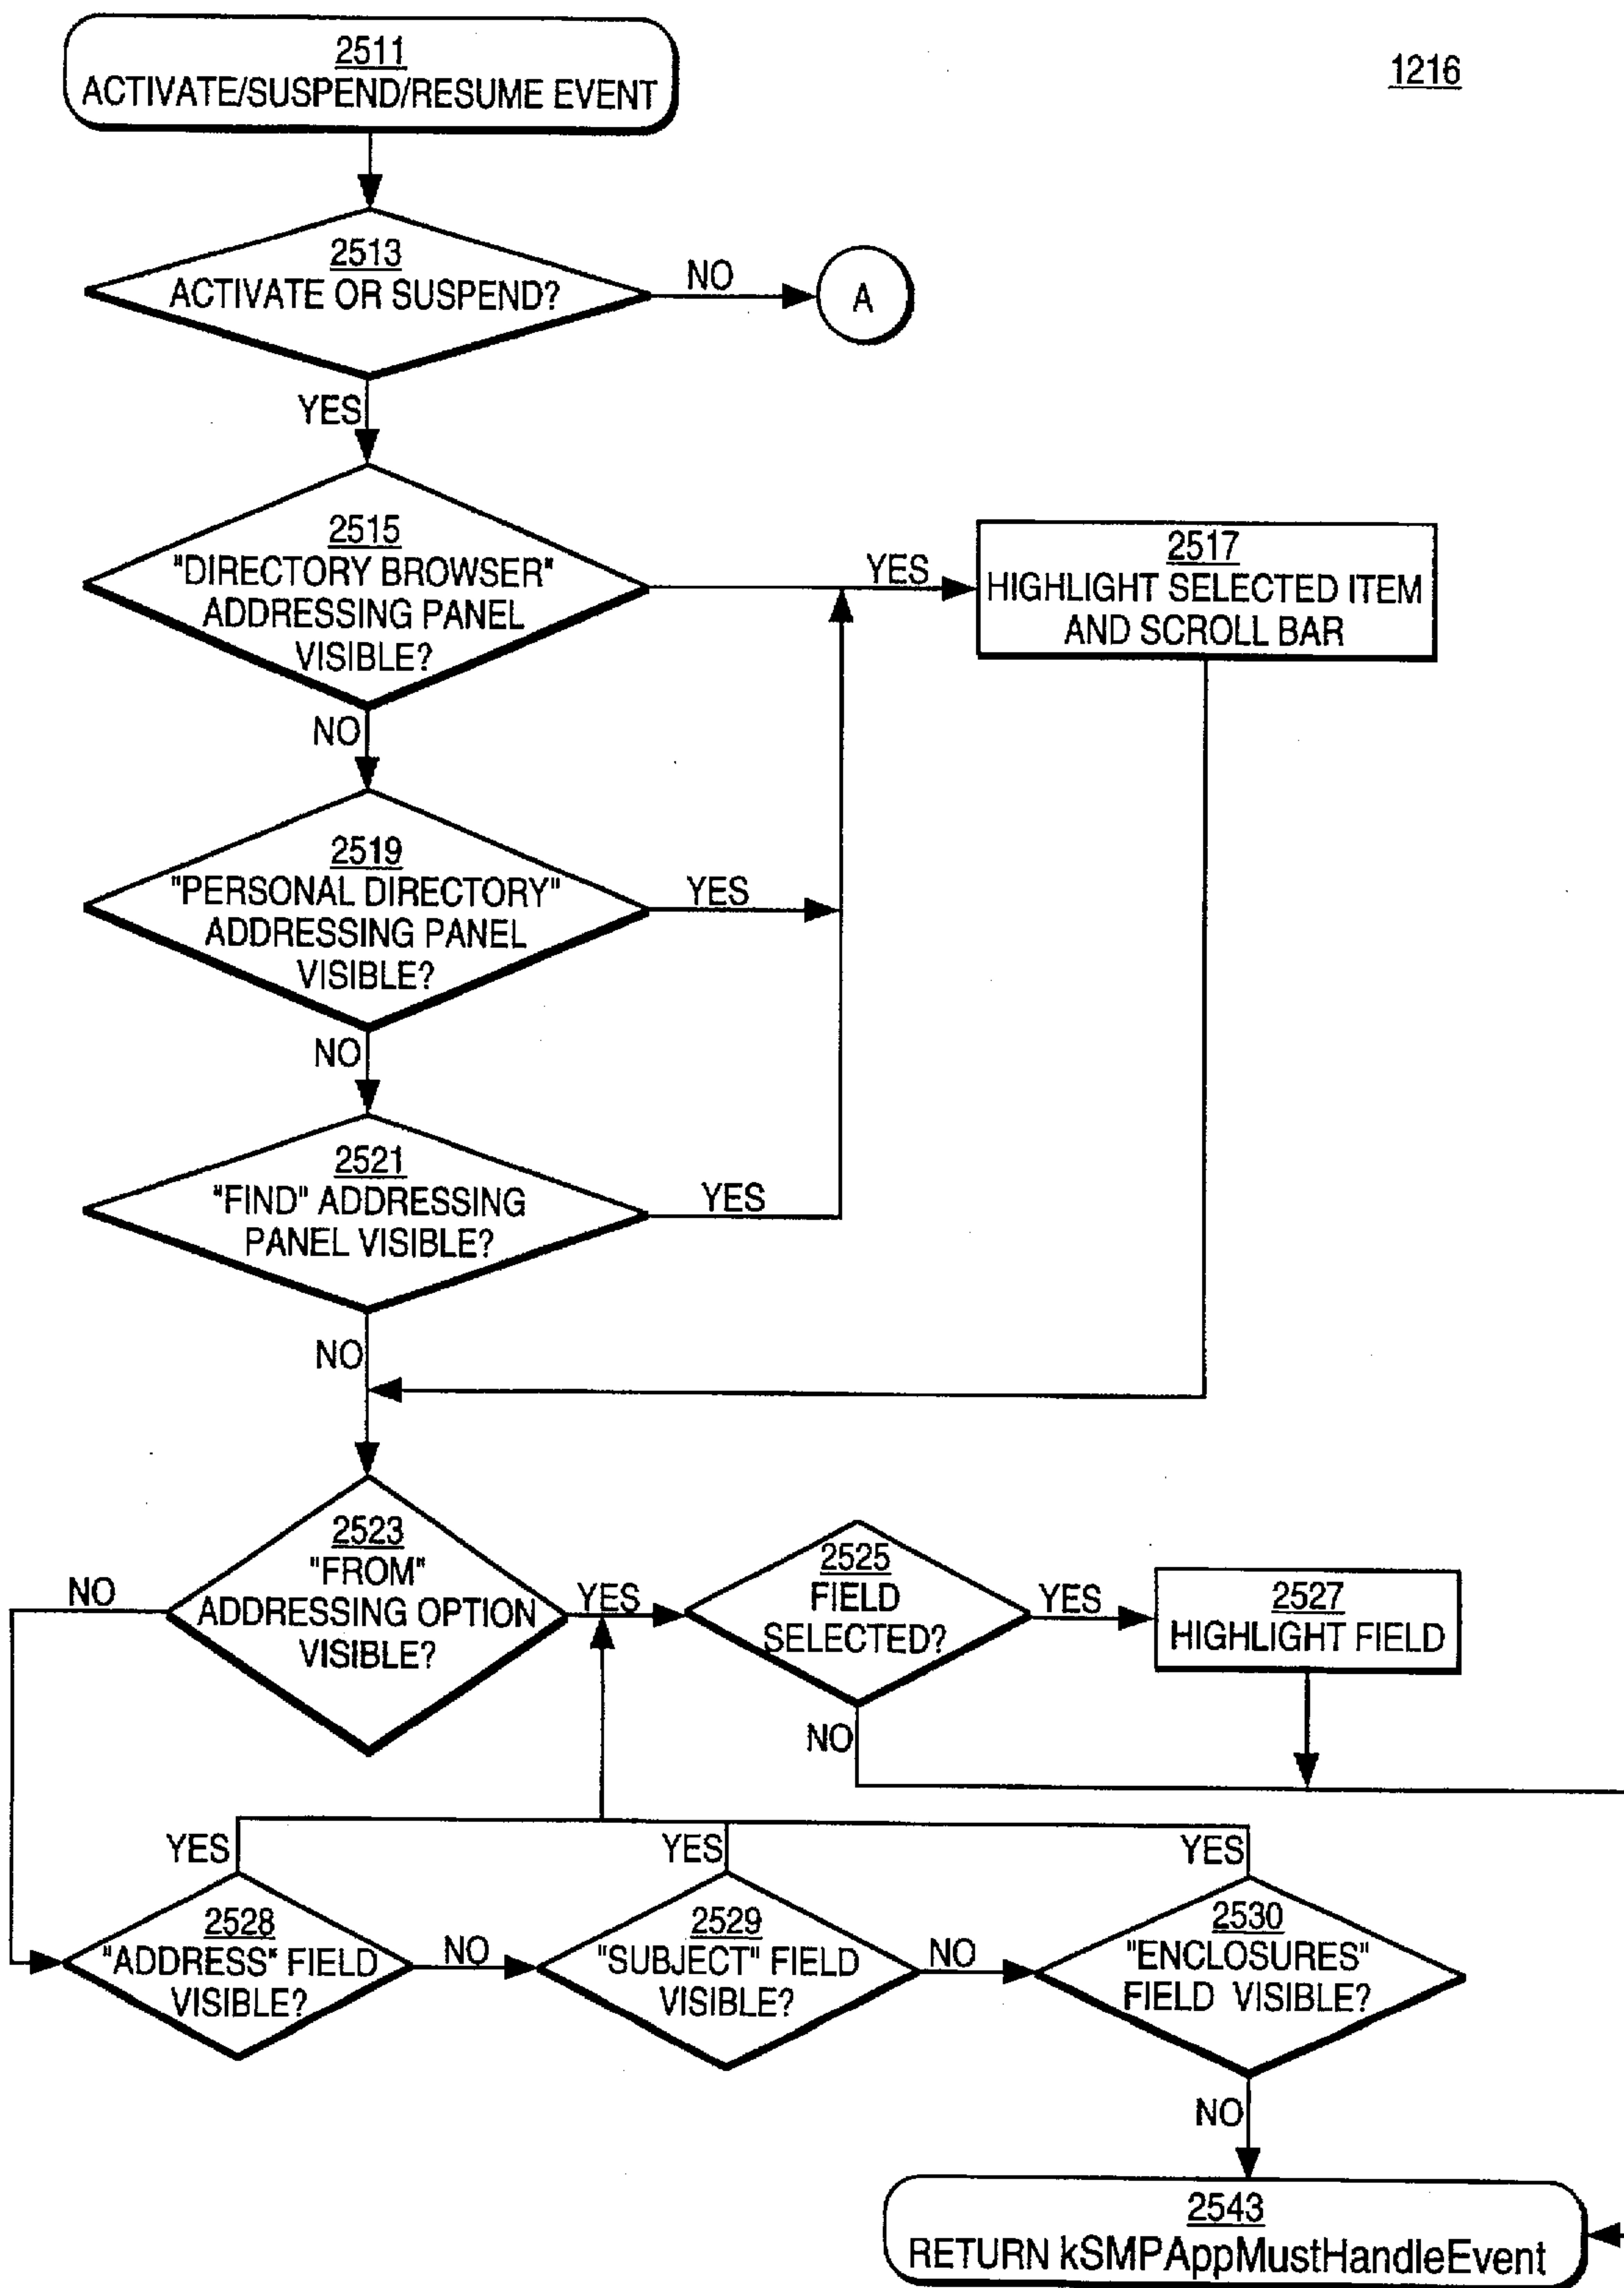 1216
2511
ACTIVATE/SUSPEND/RESUME EVENT
2513
ACTIVATE OR SUSPEND?
NO
A
YES
2515
"DIRECTORY BROWSER"
ADDRESSING PANEL
VISIBLE?
YES
2517
HIGHLIGHT SELECTED ITEM
AND SCROLL BAR
NO
2519
"PERSONAL DIRECTORY"
ADDRESSING PANEL
VISIBLE?
YES
NO
2521
"FIND" ADDRESSING
PANEL VISIBLE?
YES
NO
2523
"FROM"
ADDRESSING OPTION
VISIBLE?
NO
YES
2525
FIELD
SELECTED?
YES
2527
HIGHLIGHT FIELD
NO
YES
YES
YES
2528
"ADDRESS" FIELD
VISIBLE?
NO
2529
"SUBJECT" FIELD
VISIBLE?
NO
2530
"ENCLOSURES"
FIELD VISIBLE?
NO
2543
RETURN kSMPAppMustHandleEvent